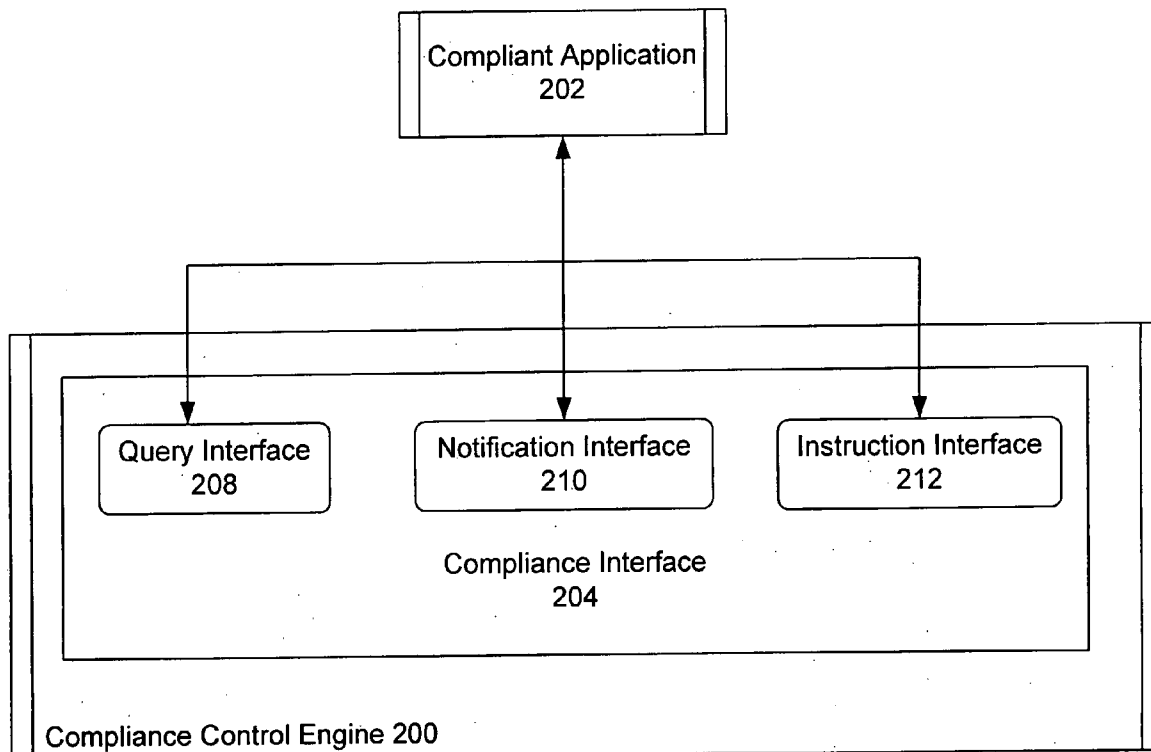 Compliant Application
202
Query Interface
208
Notification Interface
210
Instruction Interface
212
Compliance Interface
204
Compliance Control Engine 200